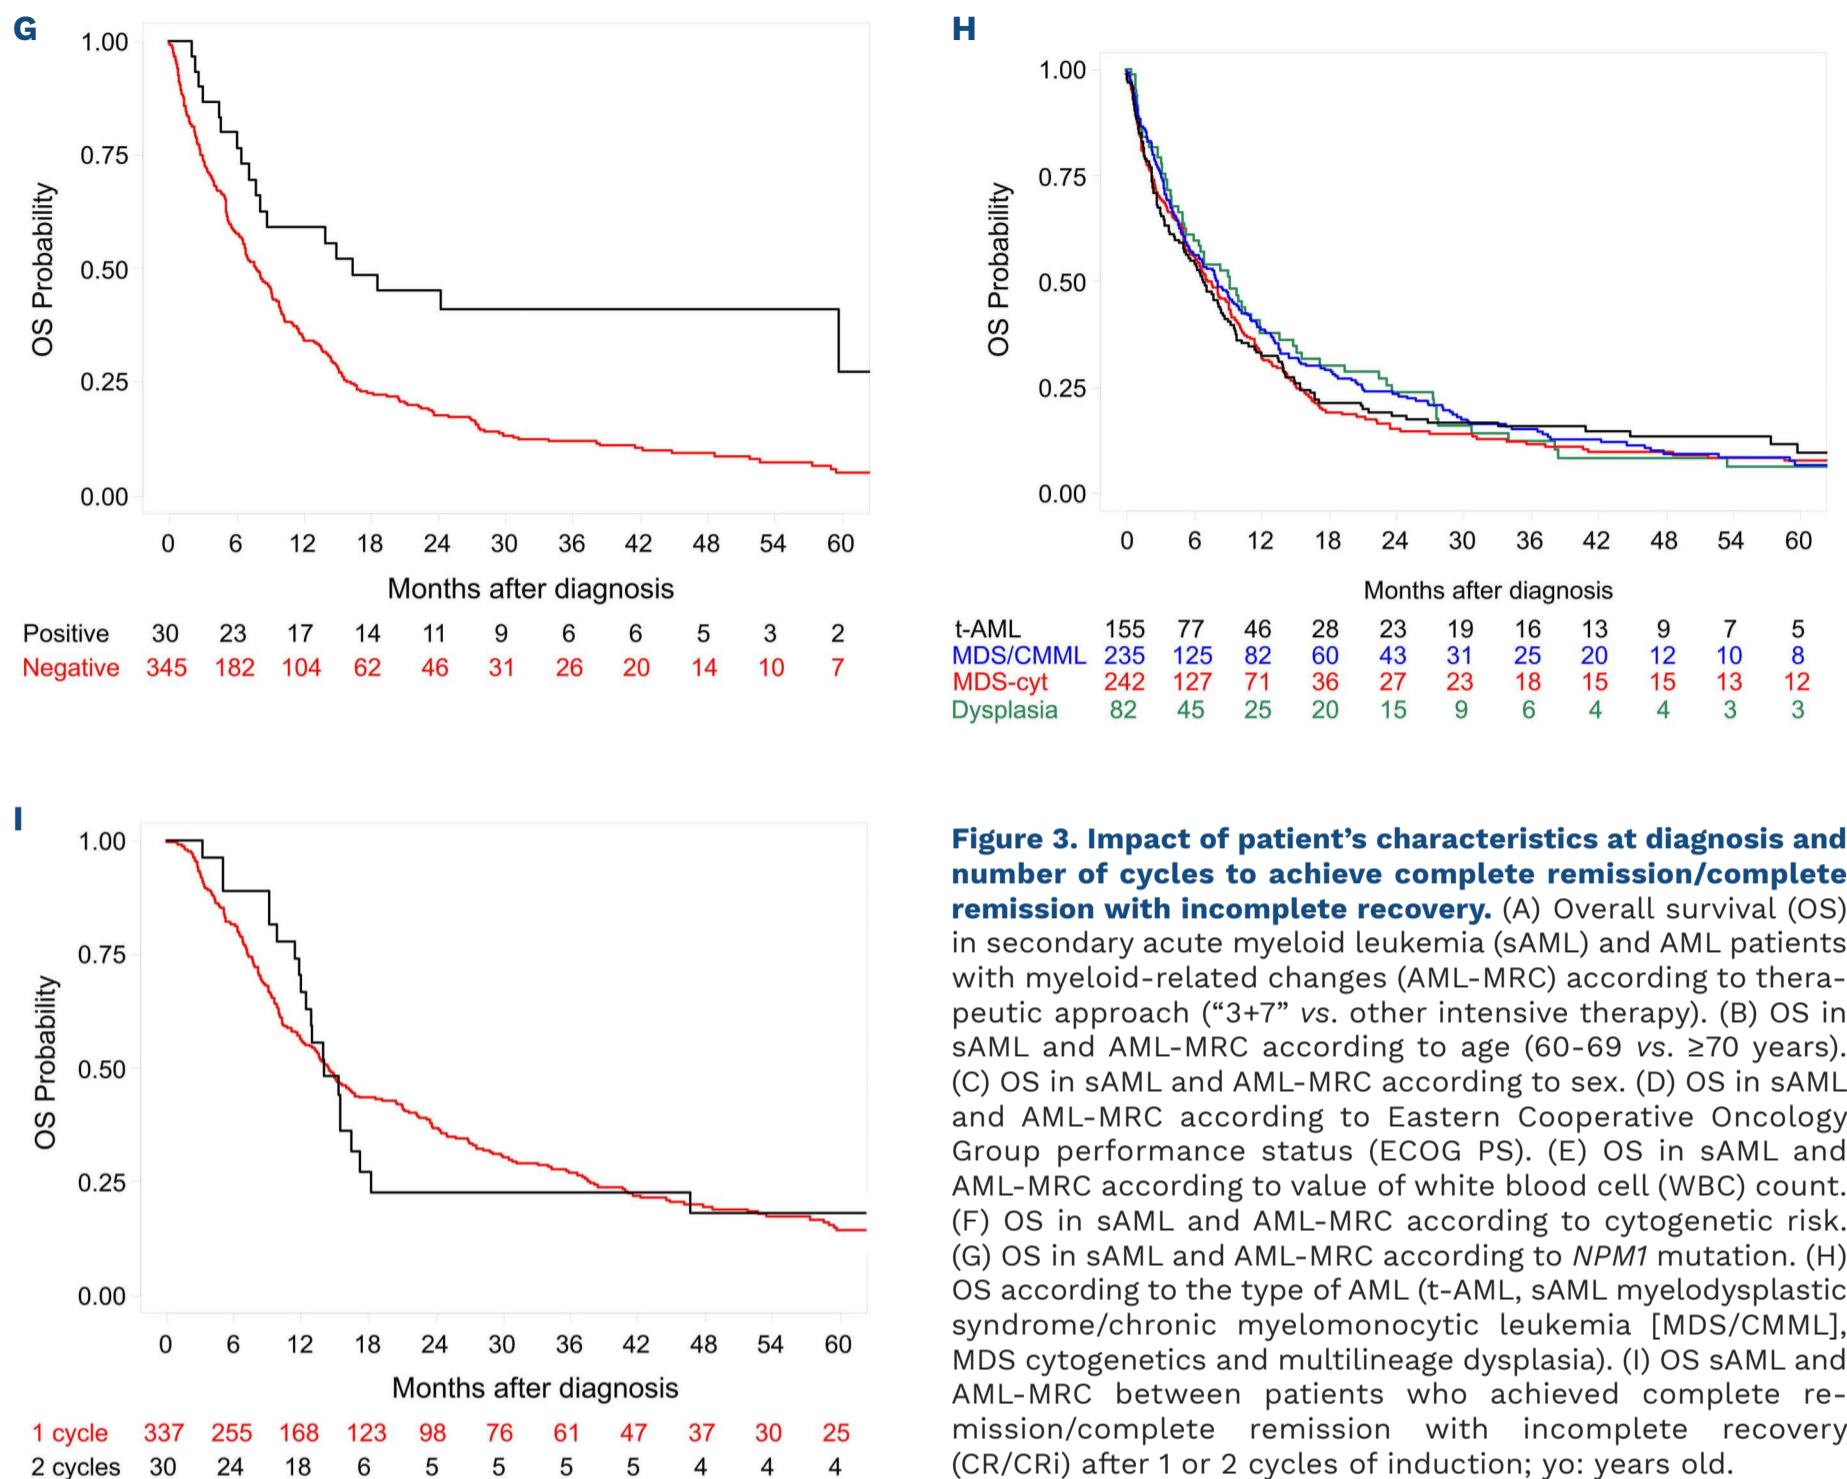 G
1.00
0.75
0.50
0.25
0.00
OS Probability
0 6 12 18 24 30 36 42 48 54 60
Months after diagnosis
Positive 30 23 17 14 11 9 6 6 5 3 2
Negative 345 182 104 62 46 31 26 20 14 10 7
H
1.00
0.75
0.50
0.25
0.00
OS Probability
0 6 12 18 24 30 36 42 48 54 60
Months after diagnosis
t-AML 155 77 46 28 23 19 16 13 9 7 5
MDS/CMML 235 125 82 60 43 31 25 20 12 10 8
MDS-cyt 242 127 71 36 27 23 18 15 15 13 12
Dysplasia 82 45 25 20 15 9 6 4 4 3 3
I
1.00
0.75
0.50
0.25
0.00
OS Probability
0 6 12 18 24 30 36 42 48 54 60
Months after diagnosis
1 cycle 337 255 168 123 98 76 61 47 37 30 25
2 cycles 30 24 18 6 5 5 5 5 4 4 4
Figure 3. Impact of patient’s characteristics at diagnosis and
number of cycles to achieve complete remission/complete
remission with incomplete recovery. (A) Overall survival (OS)
in secondary acute myeloid leukemia (sAML) and AML patients
with myeloid-related changes (AML-MRC) according to thera-
peutic approach (“3+7” vs. other intensive therapy). (B) OS in
sAML and AML-MRC according to age (60-69 vs. ≥70 years).
(C) OS in sAML and AML-MRC according to sex. (D) OS in sAML
and AML-MRC according to Eastern Cooperative Oncology
Group performance status (ECOG PS). (E) OS in sAML and
AML-MRC according to value of white blood cell (WBC) count.
(F) OS in sAML and AML-MRC according to cytogenetic risk.
(G) OS in sAML and AML-MRC according to NPM1 mutation. (H)
OS according to the type of AML (t-AML, sAML myelodysplastic
syndrome/chronic myelomonocytic leukemia [MDS/CMML],
MDS cytogenetics and multilineage dysplasia). (I) OS sAML and
AML-MRC between patients who achieved complete re-
mission/complete remission with incomplete recovery
(CR/CRi) after 1 or 2 cycles of induction; yo: years old.